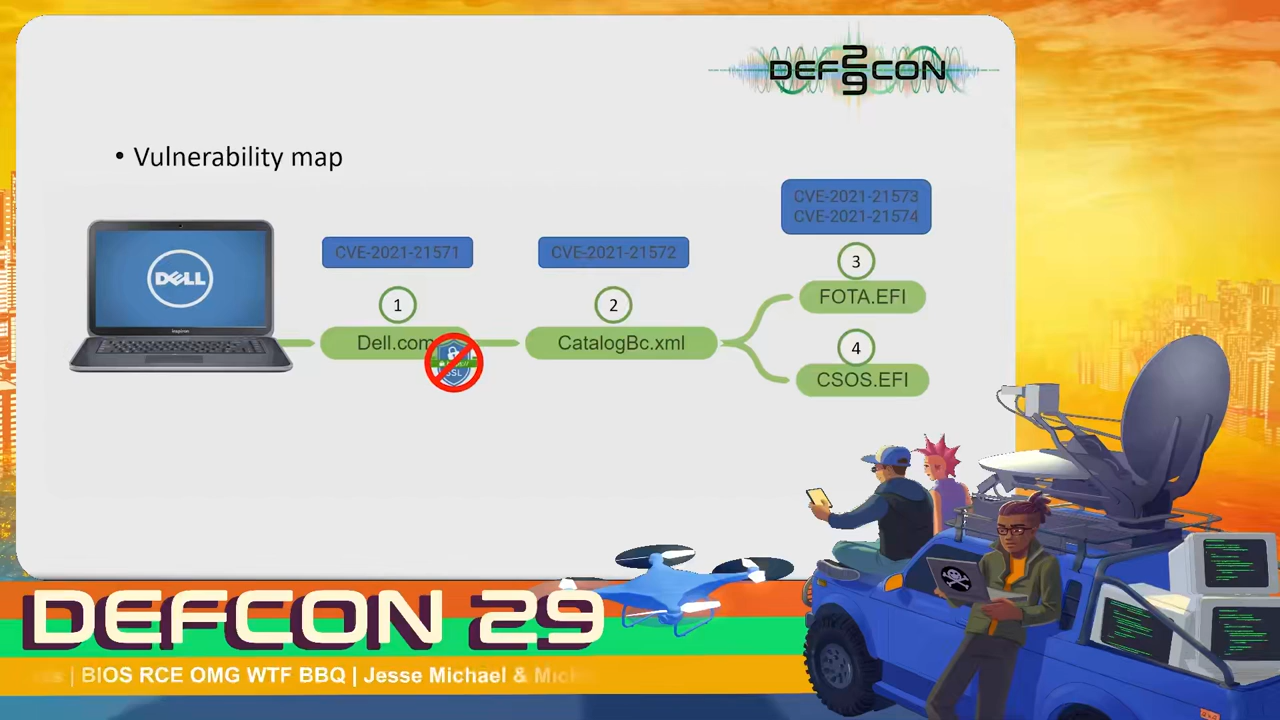 DEF CON
29
• Vulnerability map
CVE-2021-21573
CVE-2021-21574
CVE-2021-21571
CVE-2021-21572
3
1
2
FOTA.EFI
Dell.com
CatalogBc.xml
4
CSOS.EFI
DELL
SSL
DEFCON 29
| BIOS RCE OMG WTF BBQ | Jesse Michael &